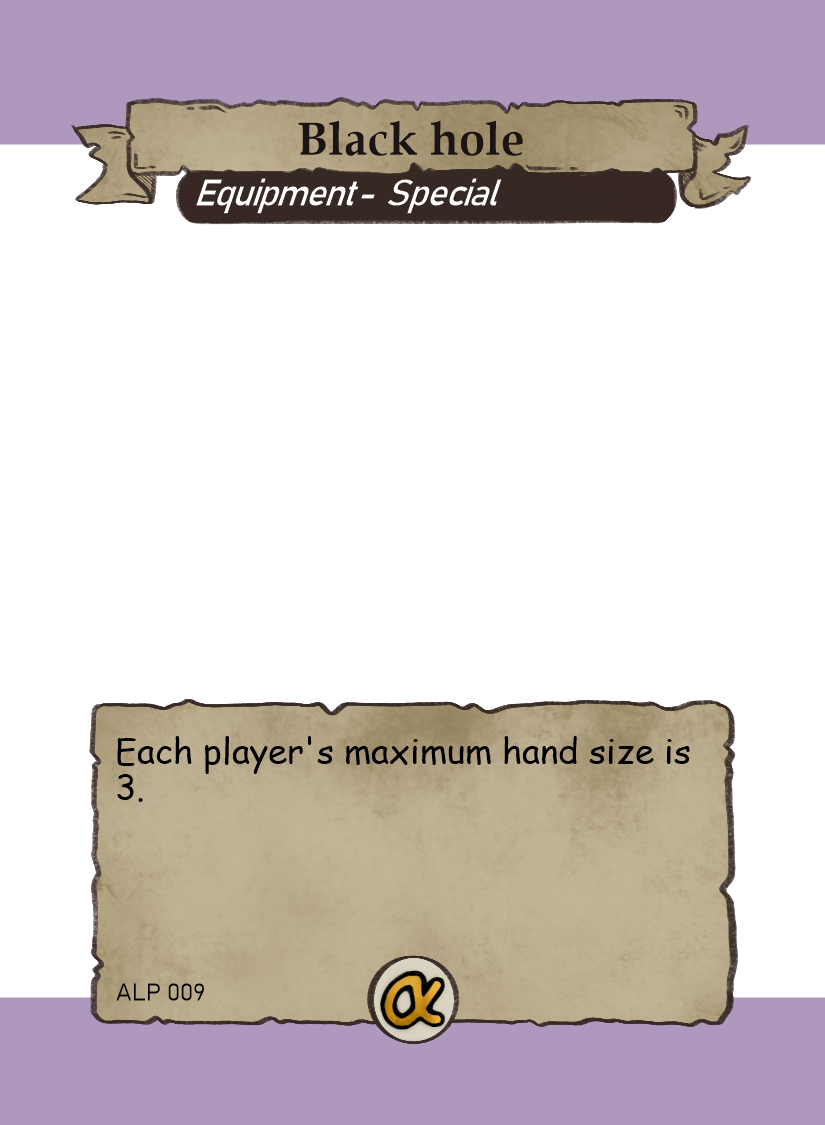 Black hole
Equipment - Special
Each player's maximum hand size is
3.
ALP 009
α